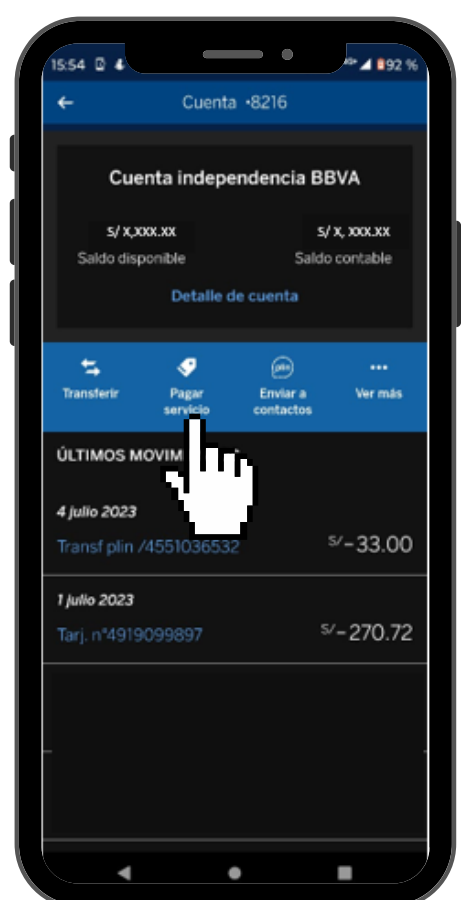 15:54
92 %
Cuenta •8216
Cuenta independencia BBVA
S/ X,XXX.XX
S/ X, XXX.XX
Saldo disponible
Saldo contable
Detalle de cuenta
Transferir
Pagar servicio
plin
Enviar a contactos
Ver más
ÚLTIMOS
4 julio 2023
Transf plin /4551036532
S/-33.00
1 julio 2023
Tarj. n°4919099897
S/-270.72